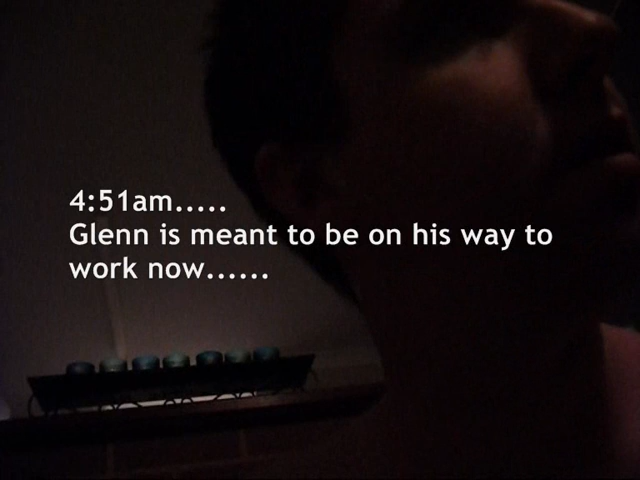 4:51am.....
Glenn is meant to be on his way to
work now......